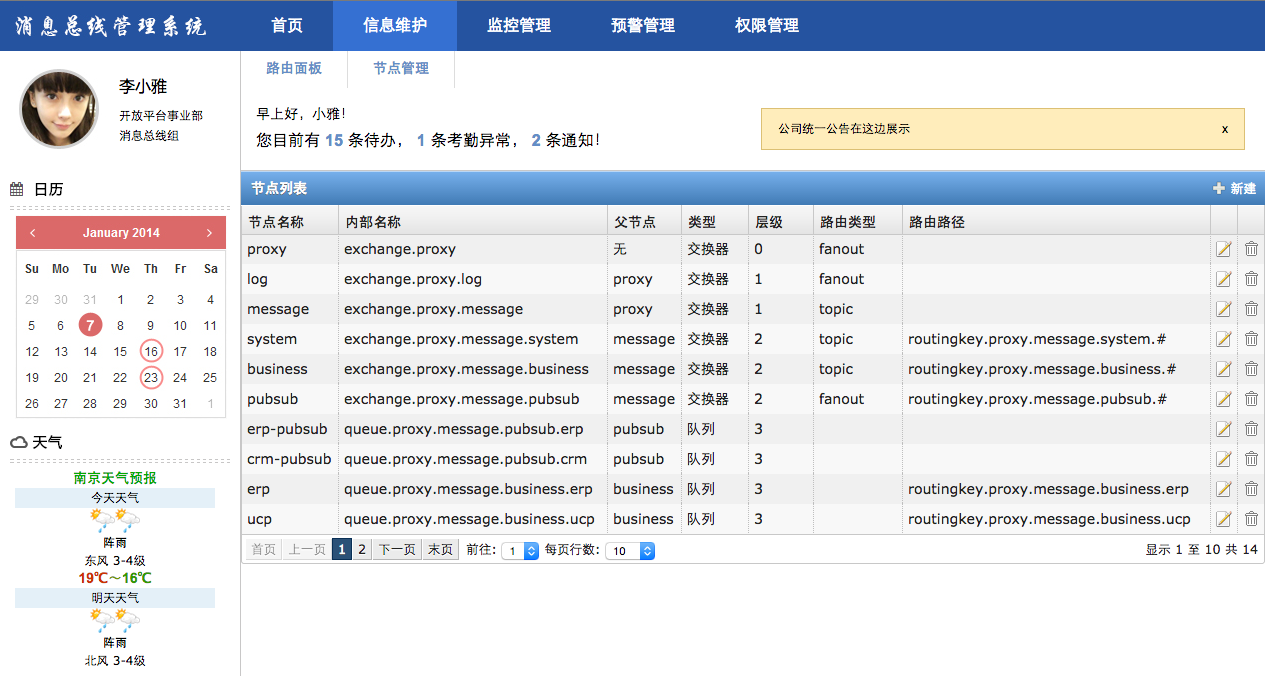 消息总线管理系统 首页 信息维护 监控管理 预警管理 权限管理
路由面板 节点管理
李小雅
开放平台事业部
消息总线组
早上好，小雅！
您目前有 15 条待办， 1 条考勤异常， 2 条通知！
公司统一公告在这边展示 x
日历
January 2014
Su Mo Tu We Th Fr Sa
29 30 31 1 2 3 4
5 6 7 8 9 10 11
12 13 14 15 16 17 18
19 20 21 22 23 24 25
26 27 28 29 30 31 1
天气
南京天气预报
今天天气
阵雨
东风 3-4级
19℃～16℃
明天天气
阵雨
北风 3-4级
节点列表 新建
节点名称 内部名称 父节点 类型 层级 路由类型 路由路径
proxy exchange.proxy 无 交换器 0 fanout
log exchange.proxy.log proxy 交换器 1 fanout
message exchange.proxy.message proxy 交换器 1 topic
system exchange.proxy.message.system message 交换器 2 topic routingkey.proxy.message.system.#
business exchange.proxy.message.business message 交换器 2 topic routingkey.proxy.message.business.#
pubsub exchange.proxy.message.pubsub message 交换器 2 fanout routingkey.proxy.message.pubsub.#
erp-pubsub queue.proxy.message.pubsub.erp pubsub 队列 3
crm-pubsub queue.proxy.message.pubsub.crm pubsub 队列 3
erp queue.proxy.message.business.erp business 队列 3 routingkey.proxy.message.business.erp
ucp queue.proxy.message.business.ucp business 队列 3 routingkey.proxy.message.business.ucp
首页 上一页 1 2 下一页 末页 前往: 1 每页行数: 10 显示 1 至 10 共 14